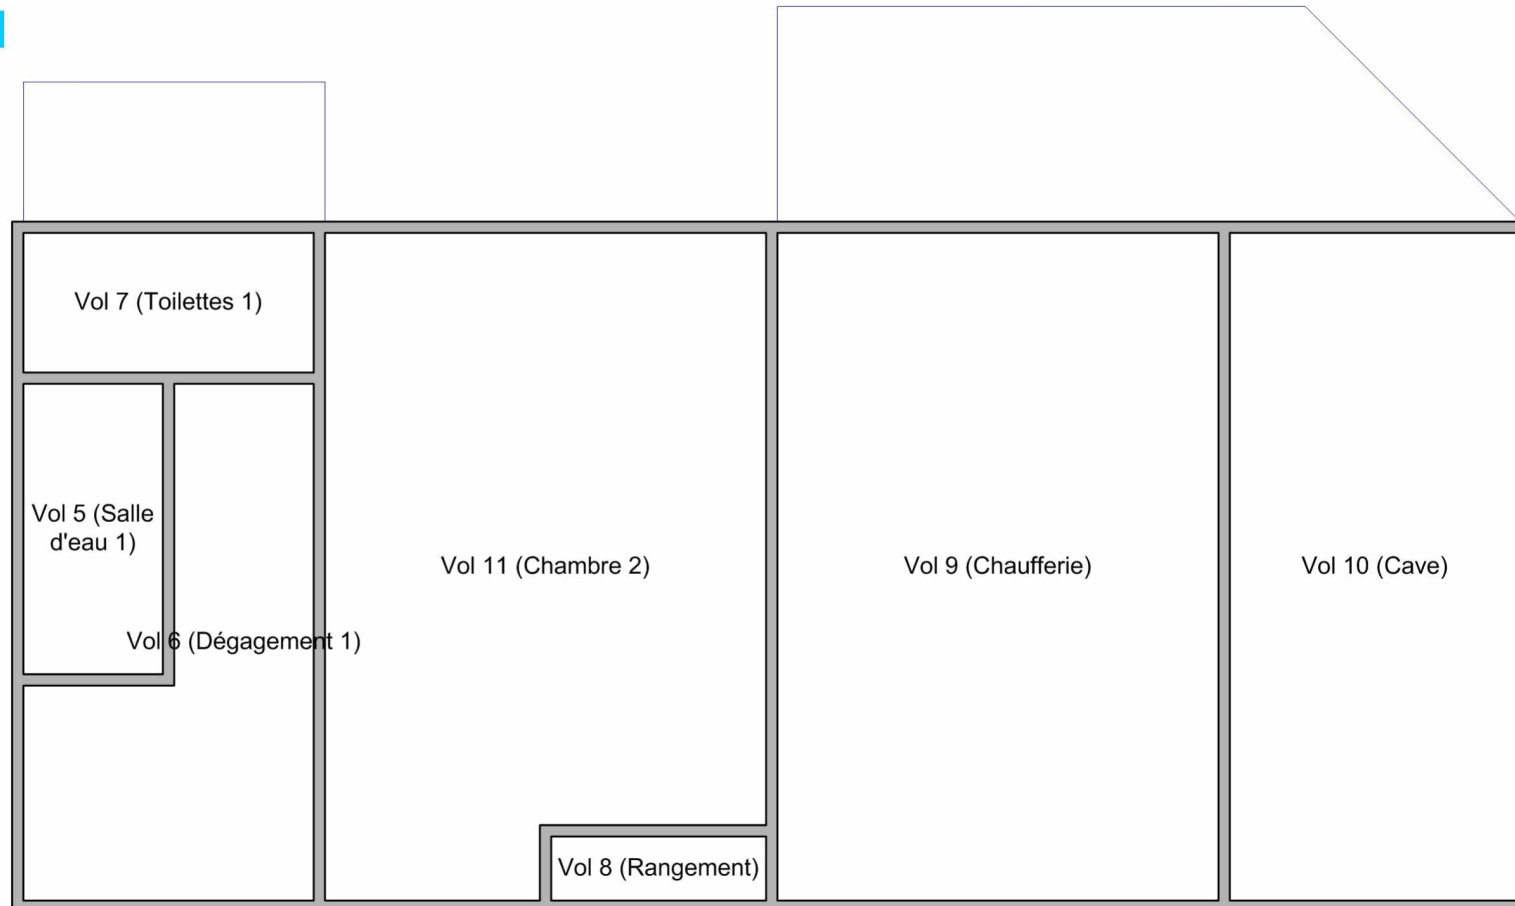 Vol 7 (Toilettes 1)
Vol 5 (Salle
d'eau 1)
Vol 11 (Chambre 2)
Vol 9 (Chaufferie)
Vol 10 (Cave)
Vol 6 (Dégagement 1)
Vol 8 (Rangement)